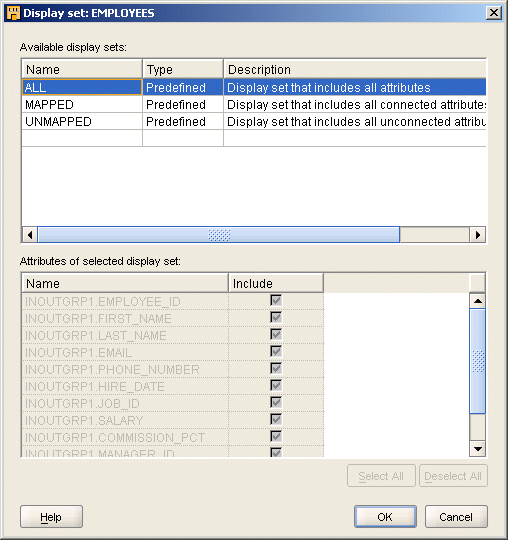 Display set: EMPLOYEES
Available display sets:
Name Type Description
ALL Predefined Display set that includes all attributes
MAPPED Predefined Display set that includes all connected attributes
UNMAPPED Predefined Display set that includes all unconnected attribu
Attributes of selected display set:
Name Include
INOUTGRP1.EMPLOYEE_ID
INOUTGRP1.FIRST_NAME
INOUTGRP1.LAST_NAME
INOUTGRP1.EMAIL
INOUTGRP1.PHONE_NUMBER
INOUTGRP1.HIRE_DATE
INOUTGRP1.JOB_ID
INOUTGRP1.SALARY
INOUTGRP1.COMMISSION_PCT
INOUTGRP1.MANAGER_ID
Select All Deselect All
Help OK Cancel